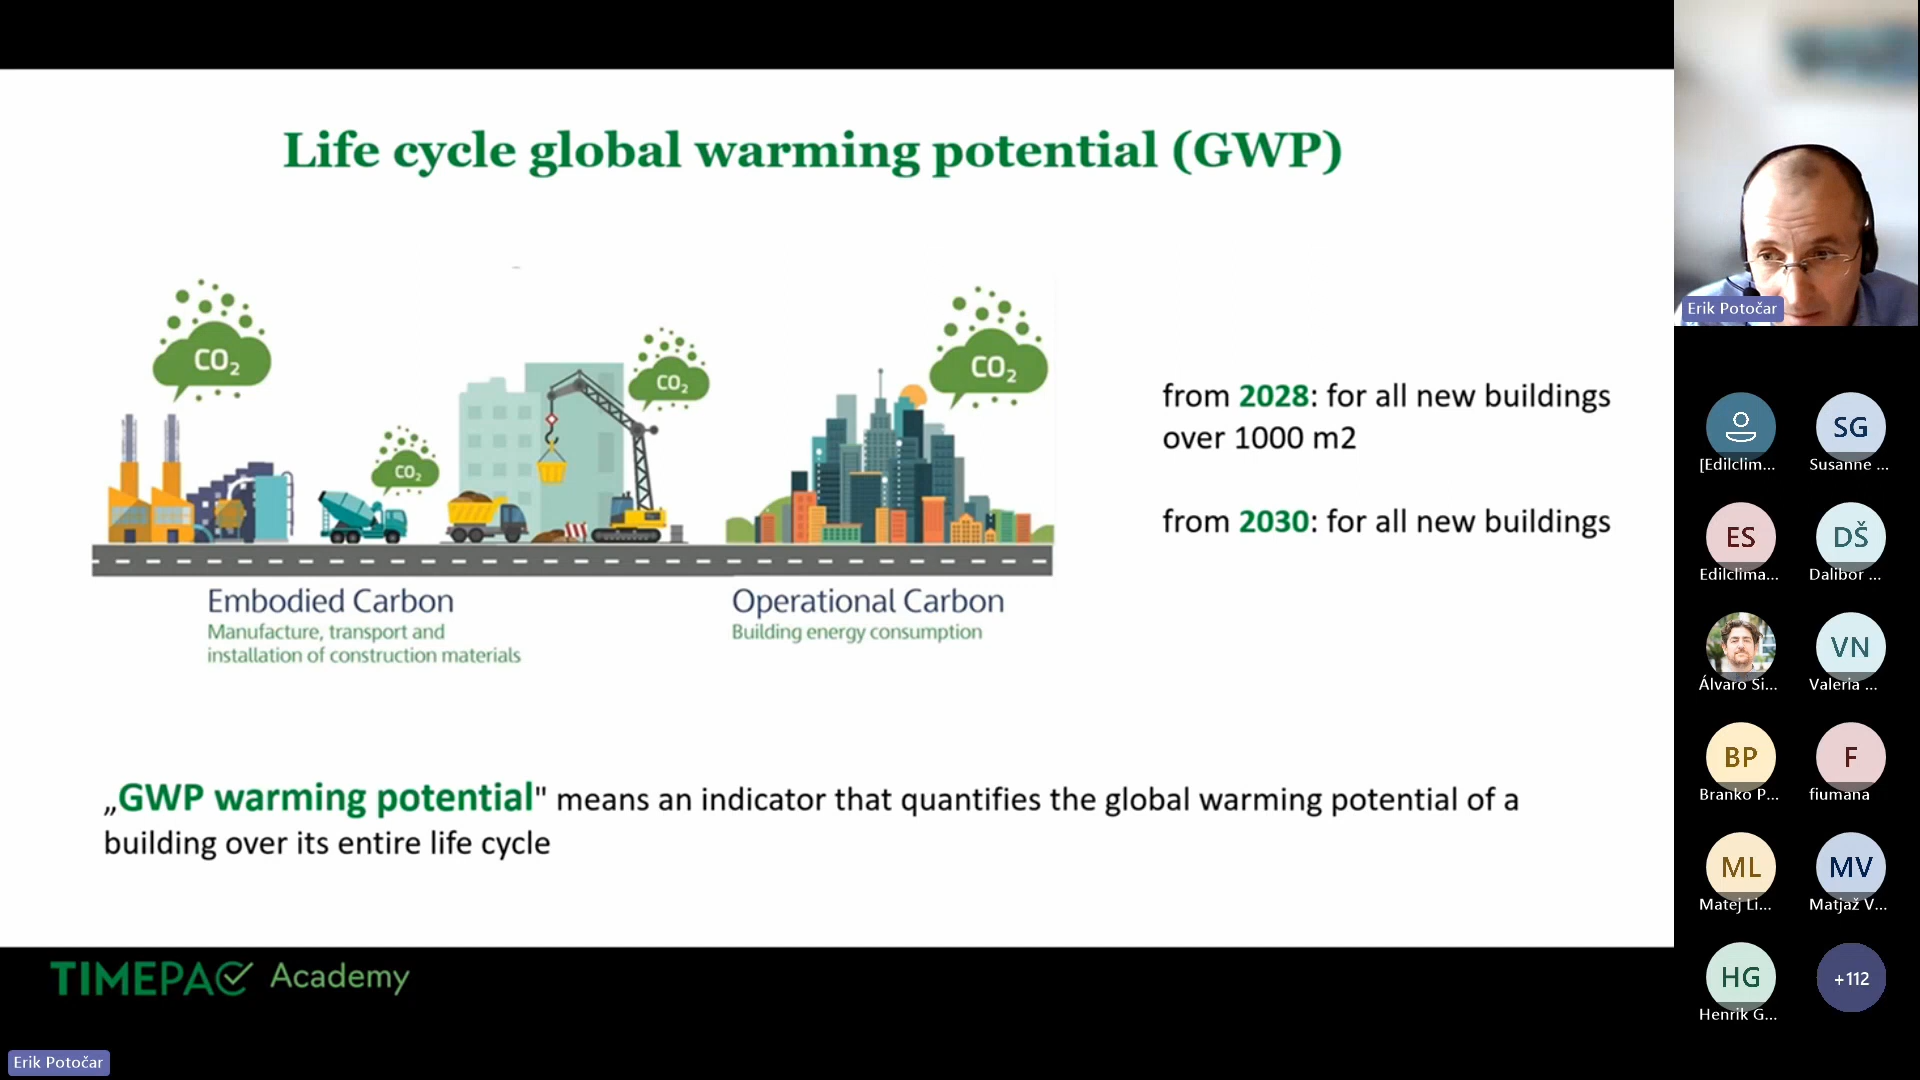 Life cycle global warming potential (GWP)
CO₂
CO₂
CO₂
CO₂
from 2028: for all new buildings
over 1000 m2
from 2030: for all new buildings
Embodied Carbon
Manufacture, transport and
installation of construction materials
Operational Carbon
Building energy consumption
„GWP warming potential" means an indicator that quantifies the global warming potential of a
building over its entire life cycle
TIMEPAC Academy
Erik Potočar
Erik Potočar
[Edilclim...
SG
Susanne ...
ES
Edilclima...
DŠ
Dalibor ...
Álvaro Si...
VN
Valeria ...
BP
Branko P...
F
fiumana
ML
Matej Li...
MV
Matjaž V...
HG
Henrik G...
+112